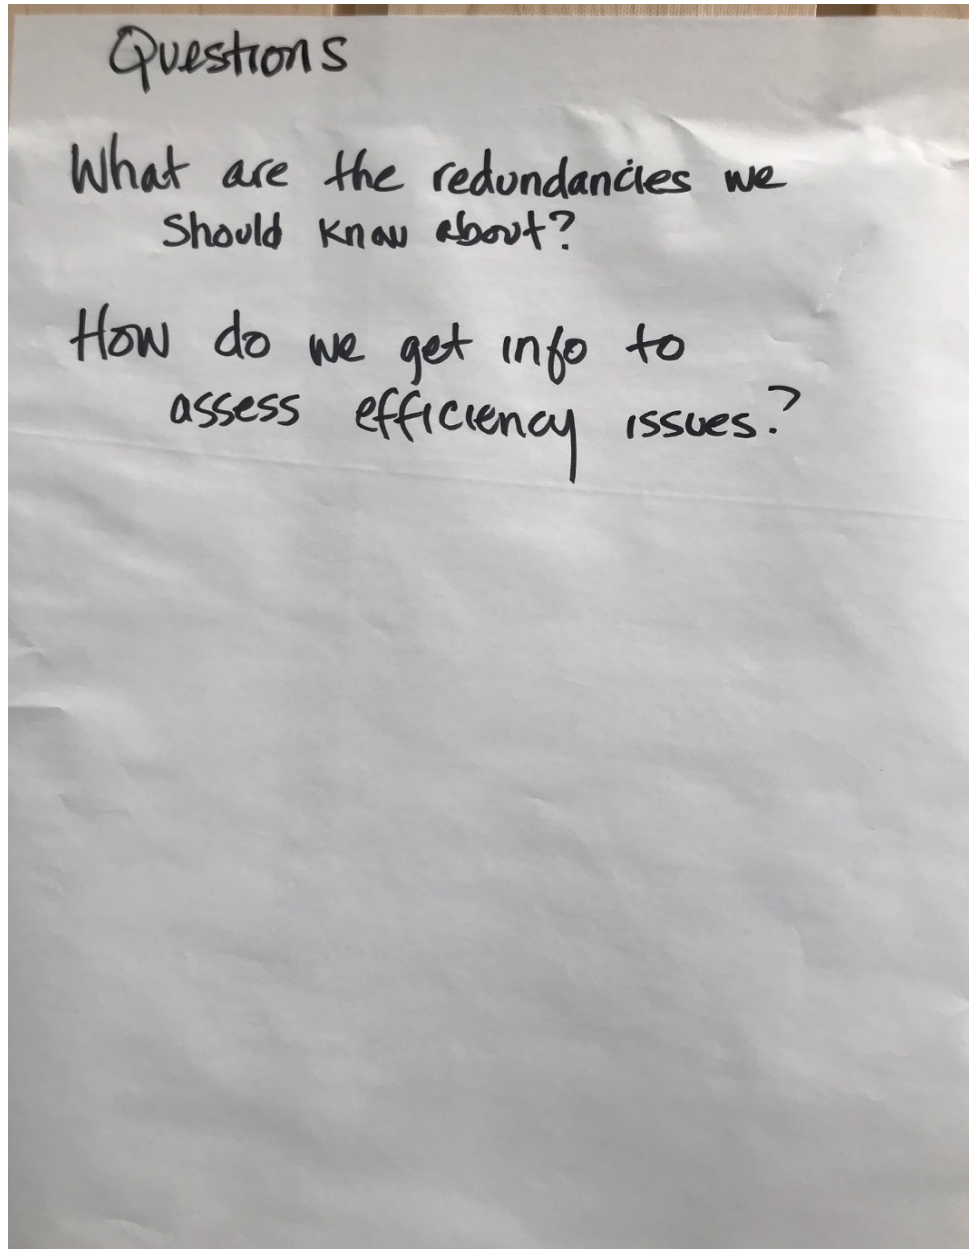 Questions
What are the redundancies we
should know about?
How do we get info to
assess efficiency issues?